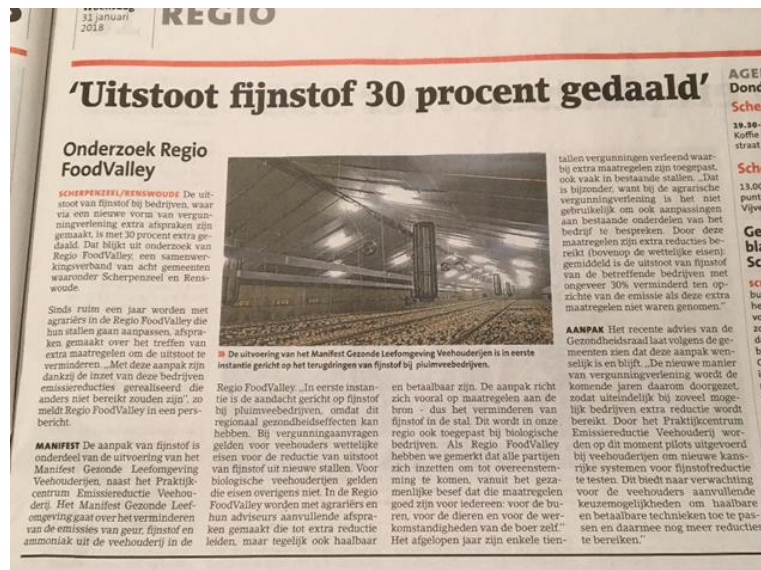 31 januari
2018
REGIO
'Uitstoot fijnstof 30 procent gedaald'
Onderzoek Regio
FoodValley
SCHERPENZEEL/RENSWOUDE De uit-
stoot van fijnstof bij bedrijven, waar
via een nieuwe vorm van vergun-
ningverlening extra afspraken zijn
gemaakt, is met 30 procent extra ge-
daald. Dat blijkt uit onderzoek van
Regio FoodValley, een samenwer-
kingsverband van acht gemeenten
waaronder Scherpenzeel en Rens-
woude.
Sinds ruim een jaar worden met
agrariërs in de Regio FoodValley die
hun stallen gaan aanpassen, afspra-
ken gemaakt over het treffen van
extra maatregelen om de uitstoot te
verminderen. „Met deze aanpak zijn
dankzij de inzet van deze bedrijven
emissiereducties gerealiseerd die
anders niet bereikt zouden zijn", zo
meldt Regio FoodValley in een pers-
bericht.
MANIFEST De aanpak van fijnstof is
onderdeel van de uitvoering van het
Manifest Gezonde Leefomgeving
Veehouderijen, naast het Praktijk-
centrum Emissiereductie Veehou-
derij. Het Manifest Gezonde Leef-
omgeving gaat over het verminderen
van de emissies van geur, fijnstof en
ammoniak uit de veehouderij in de
De uitvoering van het Manifest Gezonde Leefomgeving Veehouderijen is in eerste
instantie gericht op het terugdringen van fijnstof bij pluimveebedrijven.
Regio FoodValley. „In eerste instan-
tie is de aandacht gericht op fijnstof
bij pluimveebedrijven, omdat dit
regionaal gezondheidseffecten kan
hebben. Bij vergunningaanvragen
gelden voor veehouders wettelijke
eisen voor de reductie van uitstoot
van fijnstof uit nieuwe stallen. Voor
biologische veehouderijen gelden
die eisen overigens niet. In de Regio
FoodValley worden met agrariërs en
hun adviseurs aanvullende afspra-
ken gemaakt die tot extra reductie
leiden, maar tegelijk ook haalbaar
en betaalbaar zijn. De aanpak richt
zich vooral op maatregelen aan de
bron - dus het verminderen van
fijnstof in de stal. Dit wordt in onze
regio ook toegepast bij biologische
bedrijven. Als Regio FoodValley
hebben we gemerkt dat alle partijen
zich inzetten om tot overeenstem-
ming te komen, vanuit het geza-
menlijke besef dat die maatregelen
goed zijn voor iedereen: voor de bu-
ren, voor de dieren en voor de wer-
komstandigheden van de boer zelf."
Het afgelopen jaar zijn enkele tien-
tallen vergunningen verleend waar-
bij extra maatregelen zijn toegepast,
ook vaak in bestaande stallen. „Dat
is bijzonder, want bij de agrarische
vergunningverlening is het niet
gebruikelijk om ook aanpassingen
aan bestaande onderdelen van het
bedrijf te bespreken. Door deze
maatregelen zijn extra reducties be-
reikt (bovenop de wettelijke eisen):
gemiddeld is de uitstoot van fijnstof
van de betreffende bedrijven met
ongeveer 30% verminderd ten op-
zichte van de emissie als deze extra
maatregelen niet waren genomen."
AANPAK Het recente advies van de
Gezondheidsraad laat volgens de ge-
meenten zien dat deze aanpak wen-
selijk is en blijft. „De nieuwe manier
van vergunningverlening wordt de
komende jaren daarom doorgezet,
zodat uiteindelijk bij zoveel moge-
lijk bedrijven extra reductie wordt
bereikt. Door het Praktijkcentrum
Emissiereductie Veehouderij wor-
den op dit moment pilots uitgevoerd
bij veehouderijen om nieuwe kans-
rijke systemen voor fijnstofreductie
te testen. Dit biedt naar verwachting
voor de veehouders aanvullende
keuzemogelijkheden om haalbare
en betaalbare technieken toe te pas-
sen en daarmee nog meer reducties
te bereiken."
AGE
Dond
Sche
19.30-
Koffie
straat
Sch
13.00
punt
Vijve
Ge
bla
Sc